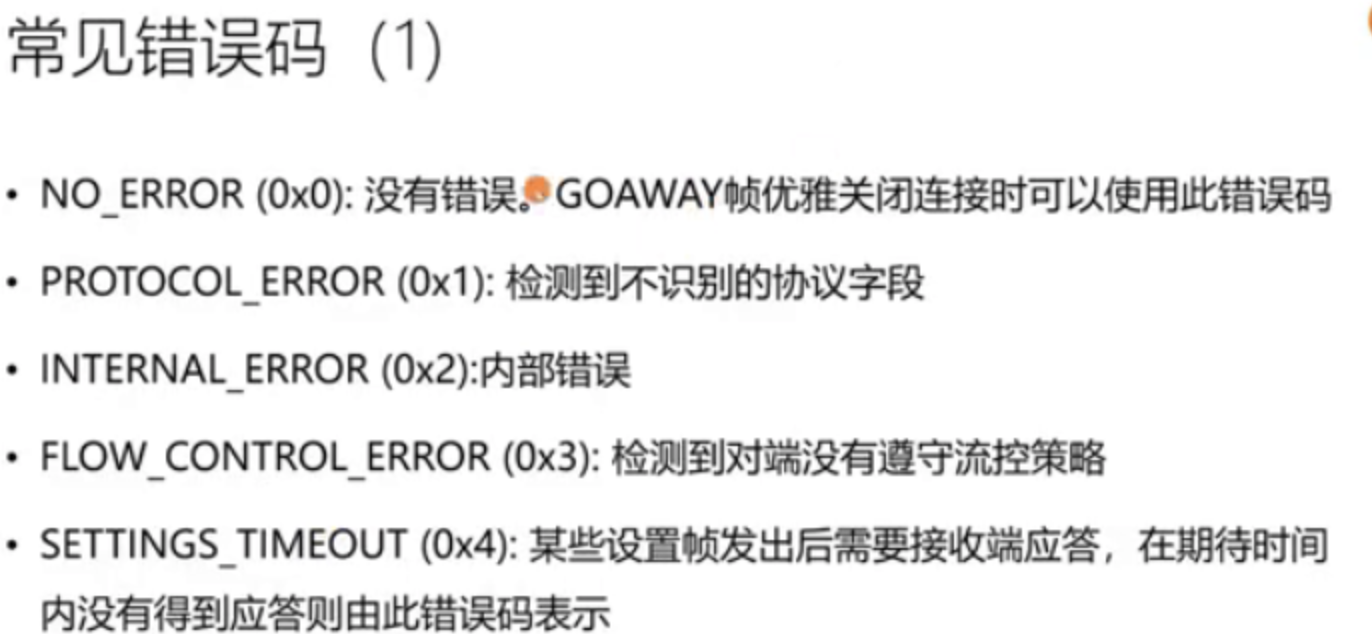 常见错误码（1）
• NO_ERROR (0x0): 没有错误。GOAWAY帧优雅关闭连接时可以使用此错误码
• PROTOCOL_ERROR (0x1): 检测到不识别的协议字段
• INTERNAL_ERROR (0x2):内部错误
• FLOW_CONTROL_ERROR (0x3): 检测到对端没有遵守流控策略
• SETTINGS_TIMEOUT (0x4): 某些设置帧发出后需要接收端应答，在期待时间
内没有得到应答则由此错误码表示